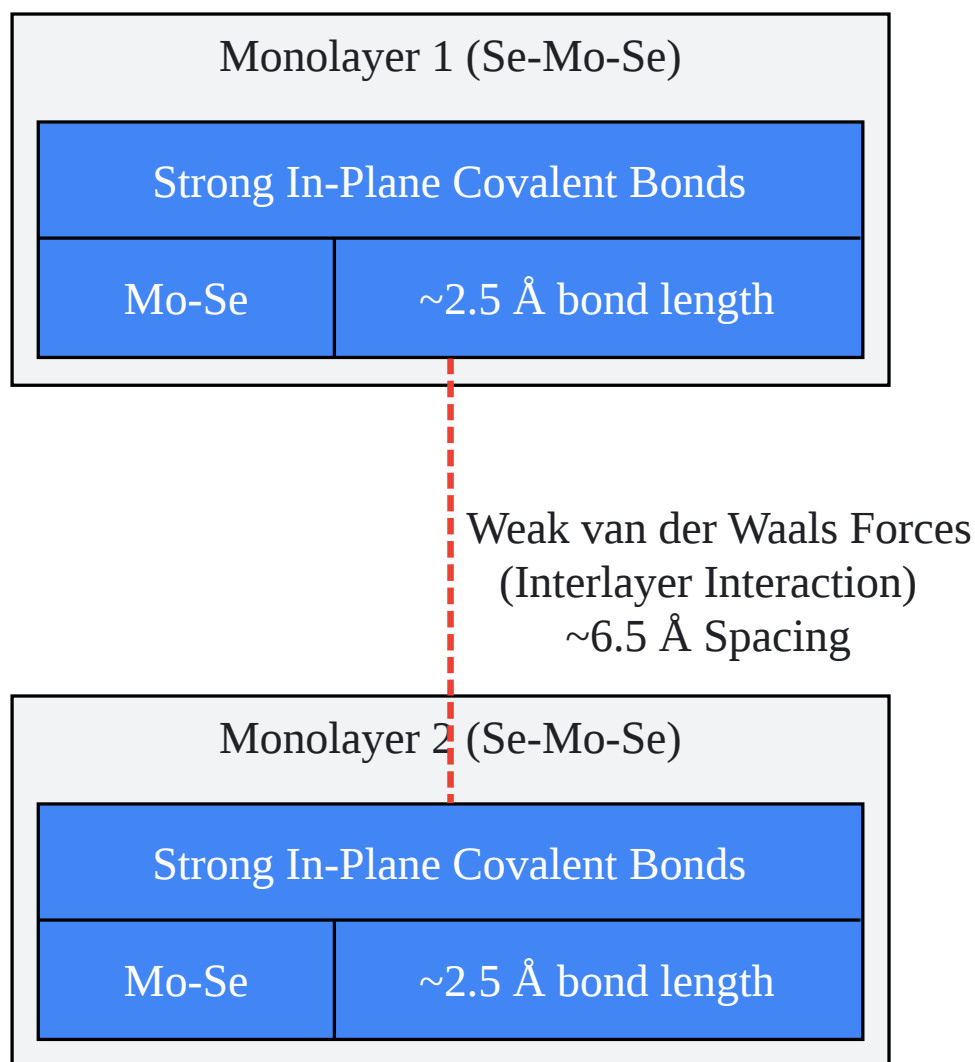 Monolayer 1 (Se-Mo-Se)
Strong In-Plane Covalent Bonds
Mo-Se
~2.5 Å bond length
Weak van der Waals Forces
(Interlayer Interaction)
~6.5 Å Spacing
Monolayer 2 (Se-Mo-Se)
Strong In-Plane Covalent Bonds
Mo-Se
~2.5 Å bond length